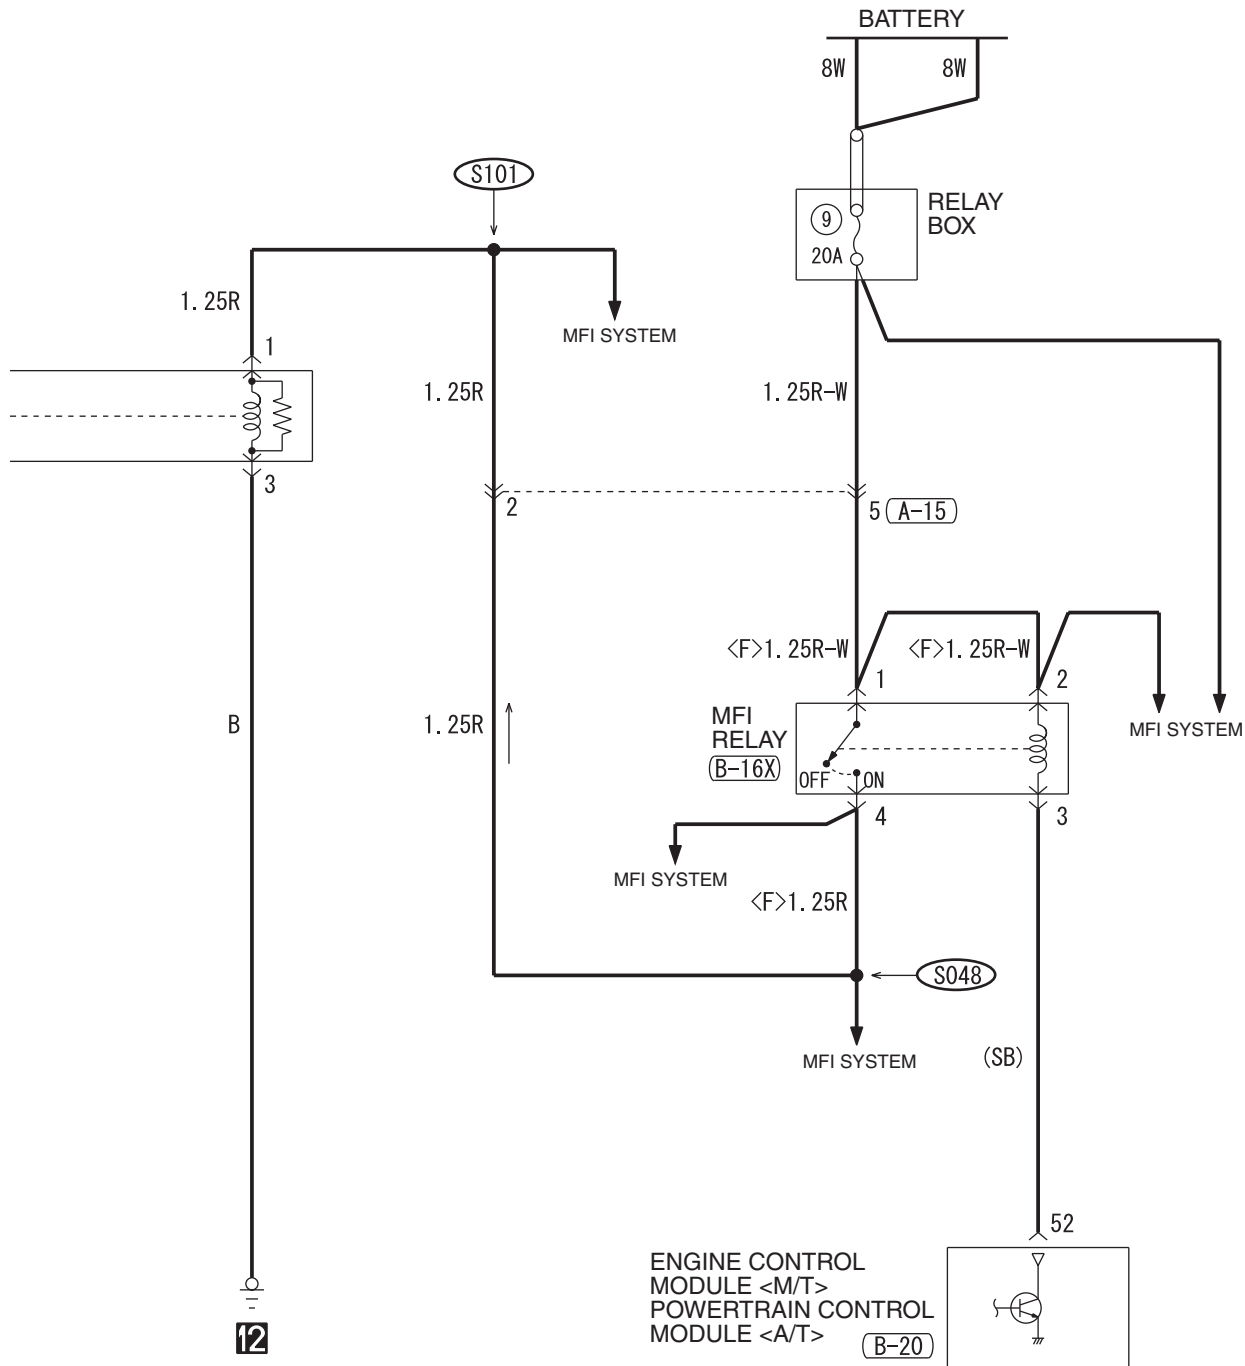 BATTERY
8W
8W
S101
RELAY
BOX
9
20A
1.25R
MFI SYSTEM
1
1.25R
1.25R-W
3
2
5
A-15
<F>1.25R-W
<F>1.25R-W
1
2
MFI
RELAY
B-16X
OFF
ON
MFI SYSTEM
B
1.25R
4
3
MFI SYSTEM
<F>1.25R
S048
MFI SYSTEM
(SB)
52
ENGINE CONTROL
MODULE <M/T>
POWERTRAIN CONTROL
MODULE <A/T>
B-20
12